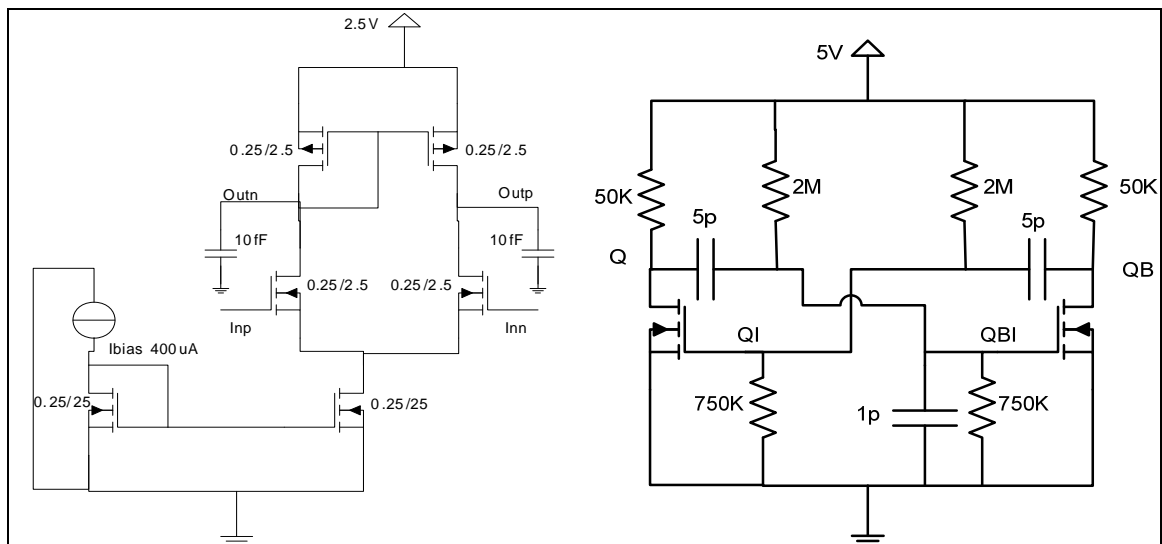 2.5V
0.25/2.5
0.25/2.5
Outn
Outp
10fF
10fF
0.25/2.5
0.25/2.5
Inp
Inn
Ibias 400uA
0.25/25
0.25/25
5V
50K
2M
2M
50K
5p
5p
Q
QB
QI
QBI
750K
1p
750K